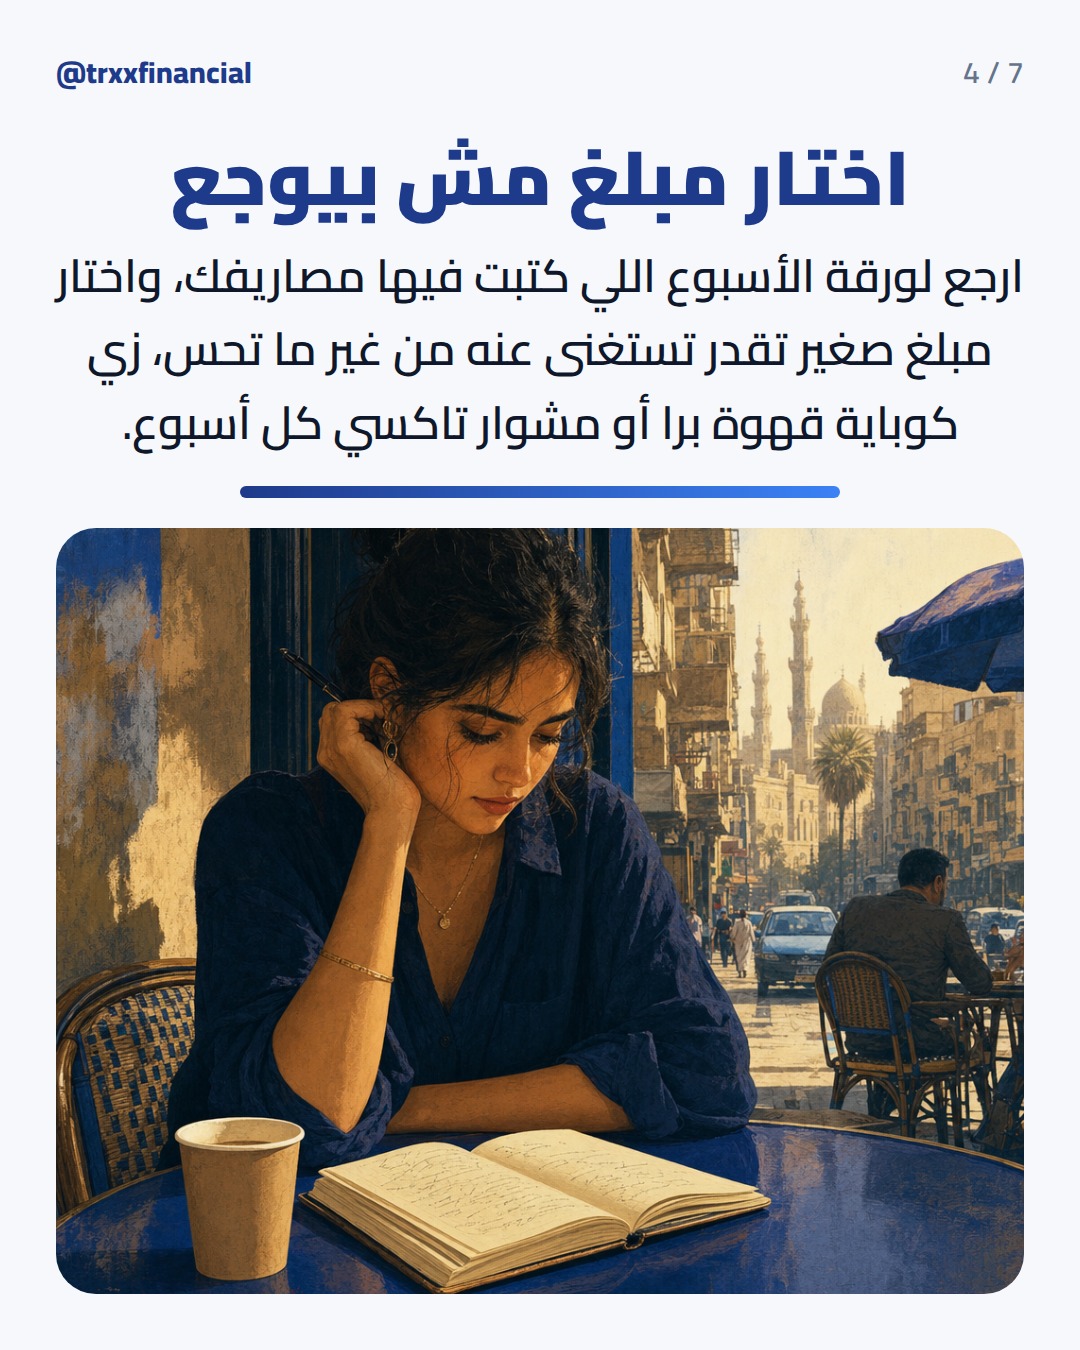 @trxxfinancial
4 / 7
اختار مبلغ مش بيوجع
ارجع لورقة الأسبوع اللي كتبت فيها مصاريفك، واختار
مبلغ صغير تقدر تستغنى عنه من غير ما تحس، زي
كوباية قهوة برا أو مشوار تاكسي كل أسبوع.